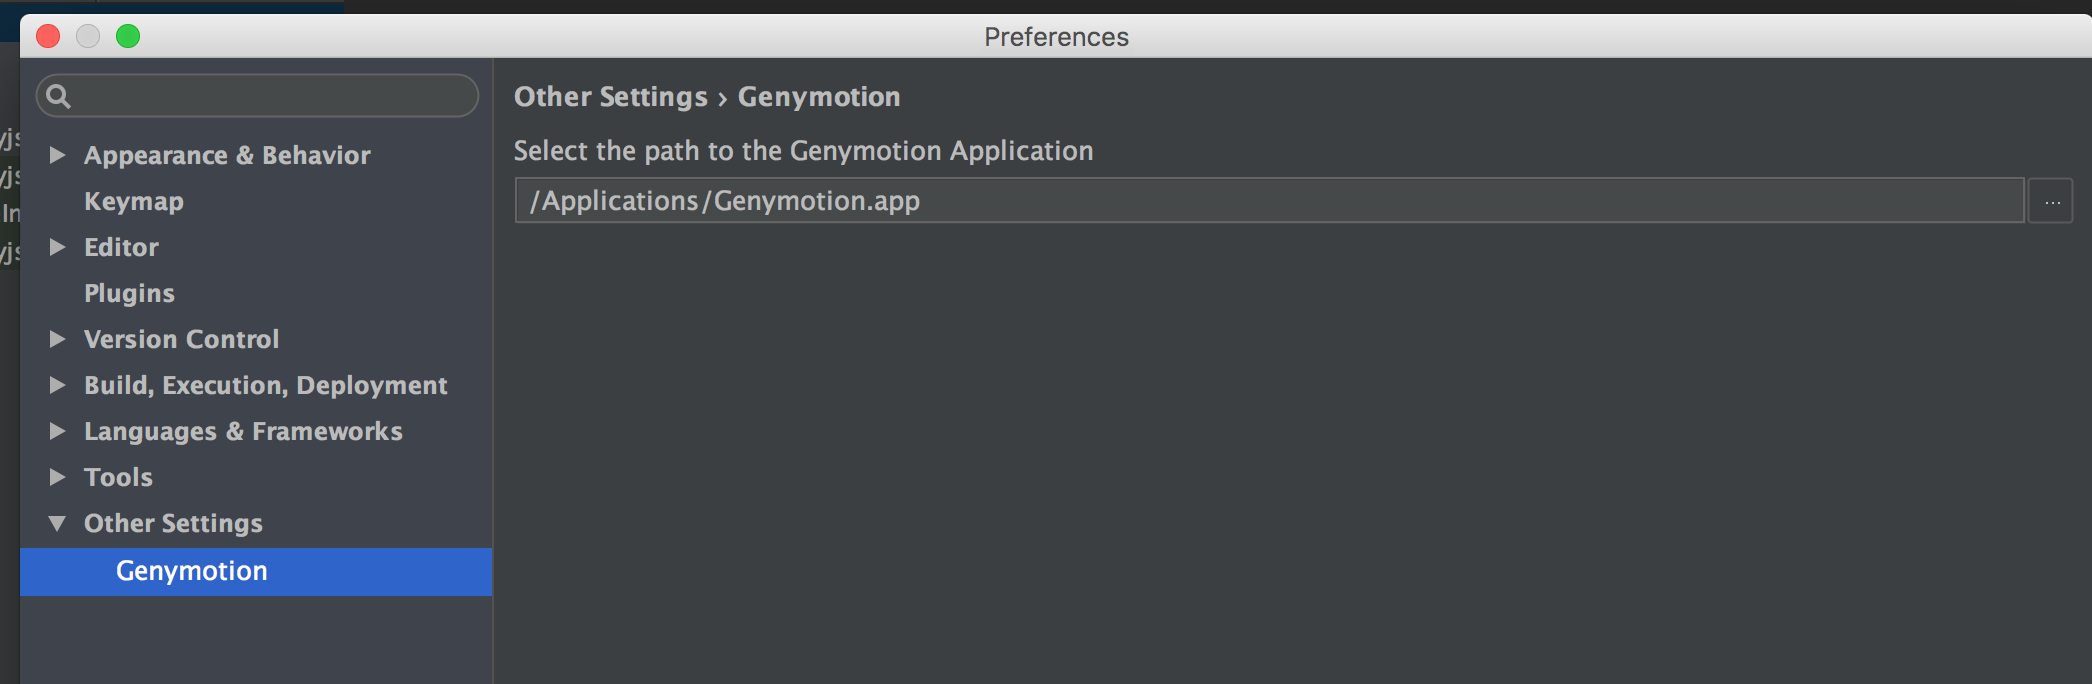 Preferences
Appearance & Behavior
Keymap
Editor
Plugins
Version Control
Build, Execution, Deployment
Languages & Frameworks
Tools
Other Settings
Genymotion
Other Settings › Genymotion
Select the path to the Genymotion Application
/Applications/Genymotion.app
...